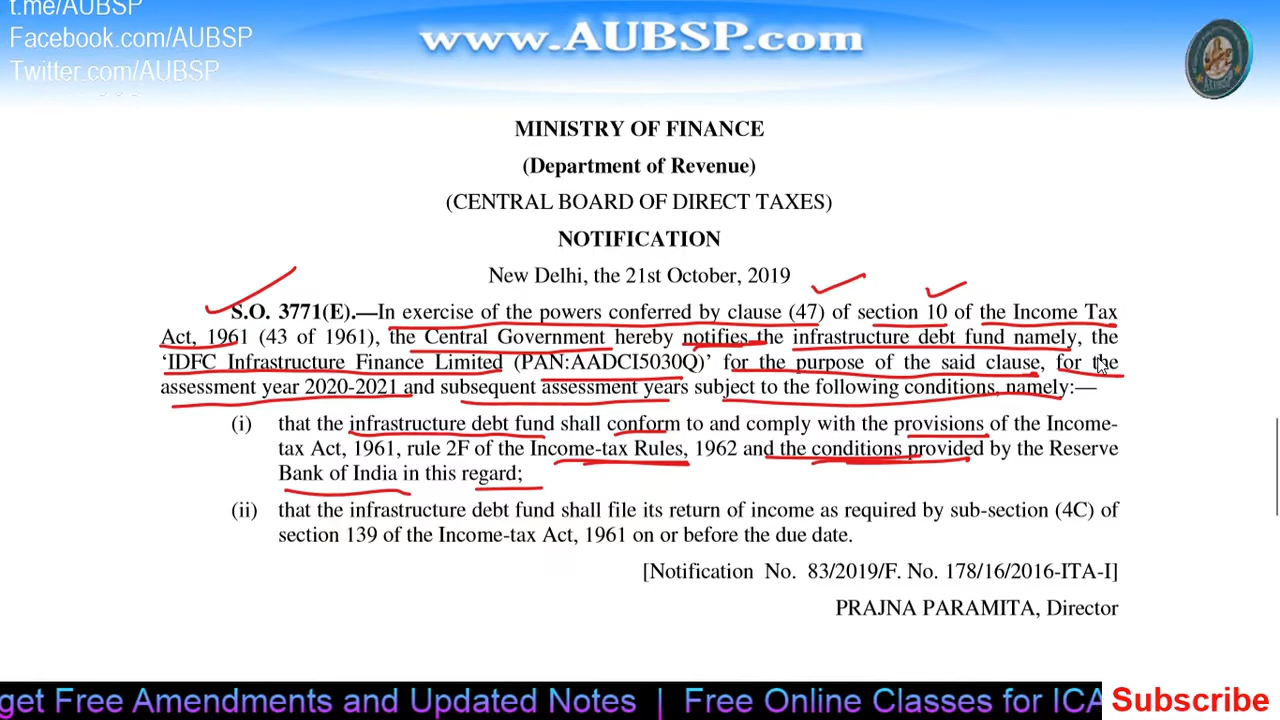 t.me/AUBSP
Facebook.com/AUBSP
Twitter.com/AUBSP
www.AUBSP.com
AUBSP
MINISTRY OF FINANCE
(Department of Revenue)
(CENTRAL BOARD OF DIRECT TAXES)
NOTIFICATION
New Delhi, the 21st October, 2019
S.O. 3771(E).—In exercise of the powers conferred by clause (47) of section 10 of the Income Tax
Act, 1961 (43 of 1961), the Central Government hereby notifies the infrastructure debt fund namely, the
‘IDFC Infrastructure Finance Limited (PAN:AADCI5030Q)’ for the purpose of the said clause, for the
assessment year 2020-2021 and subsequent assessment years subject to the following conditions, namely:—
(i) that the infrastructure debt fund shall conform to and comply with the provisions of the Income-
tax Act, 1961, rule 2F of the Income-tax Rules, 1962 and the conditions provided by the Reserve
Bank of India in this regard;
(ii) that the infrastructure debt fund shall file its return of income as required by sub-section (4C) of
section 139 of the Income-tax Act, 1961 on or before the due date.
[Notification No. 83/2019/F. No. 178/16/2016-ITA-I]
PRAJNA PARAMITA, Director
get Free Amendments and Updated Notes | Free Online Classes for ICA
Subscribe